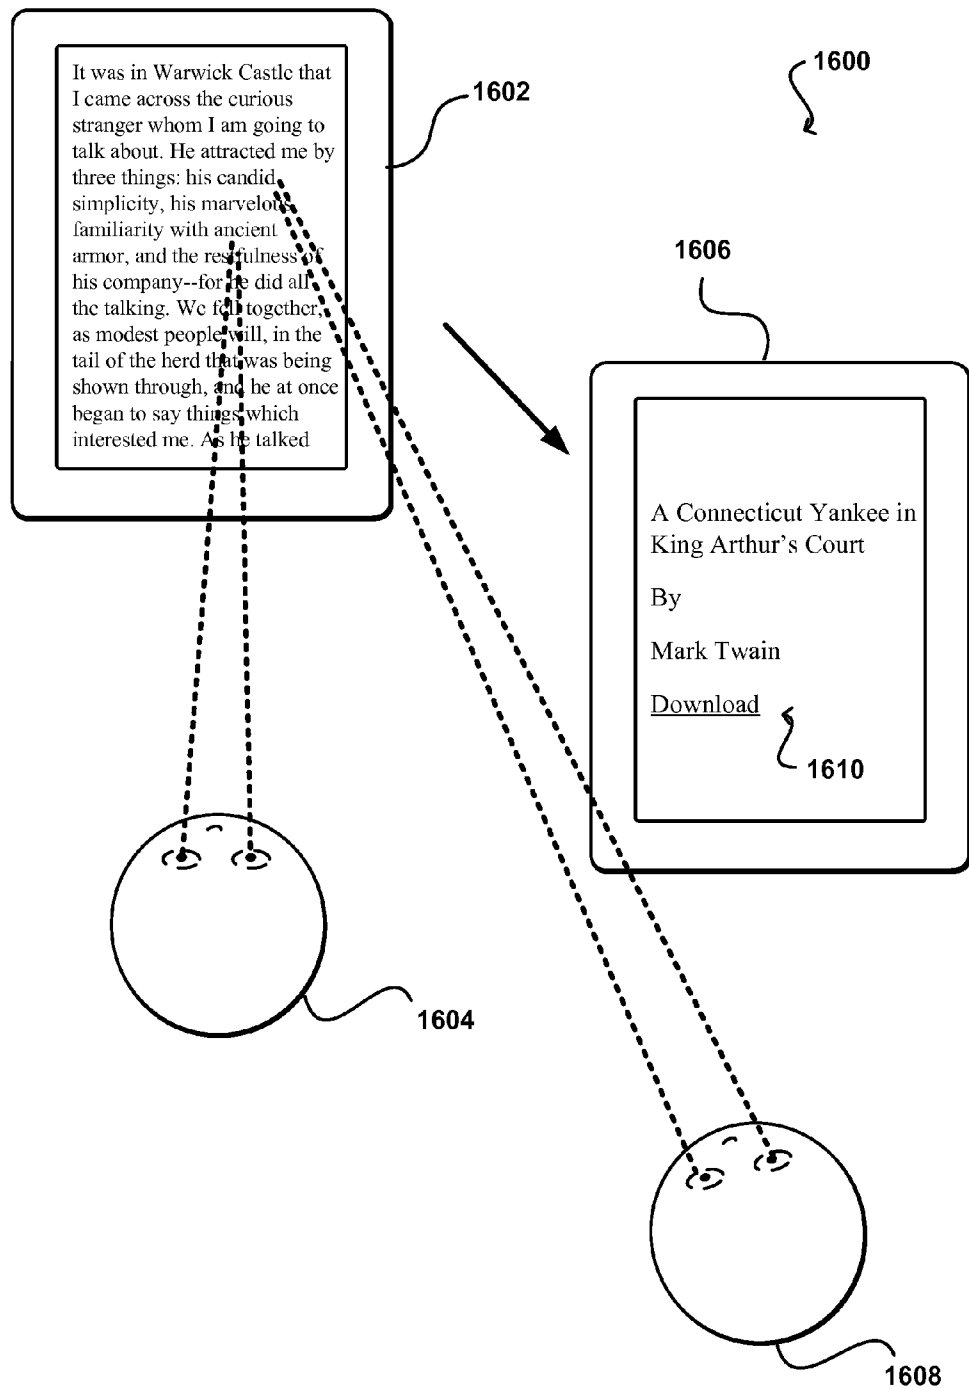 It was in Warwick Castle that
I came across the curious
stranger whom I am going to
talk about. He attracted me by
three things: his candid
simplicity, his marvelous
familiarity with ancient
armor, and the restfulness of
his company--for he did all
the talking. We fell together,
as modest people will, in the
tail of the herd that was being
shown through, and he at once
began to say things which
interested me. As he talked
1602
1600
1606
A Connecticut Yankee in
King Arthur's Court
By
Mark Twain
Download
1610
1604
1608